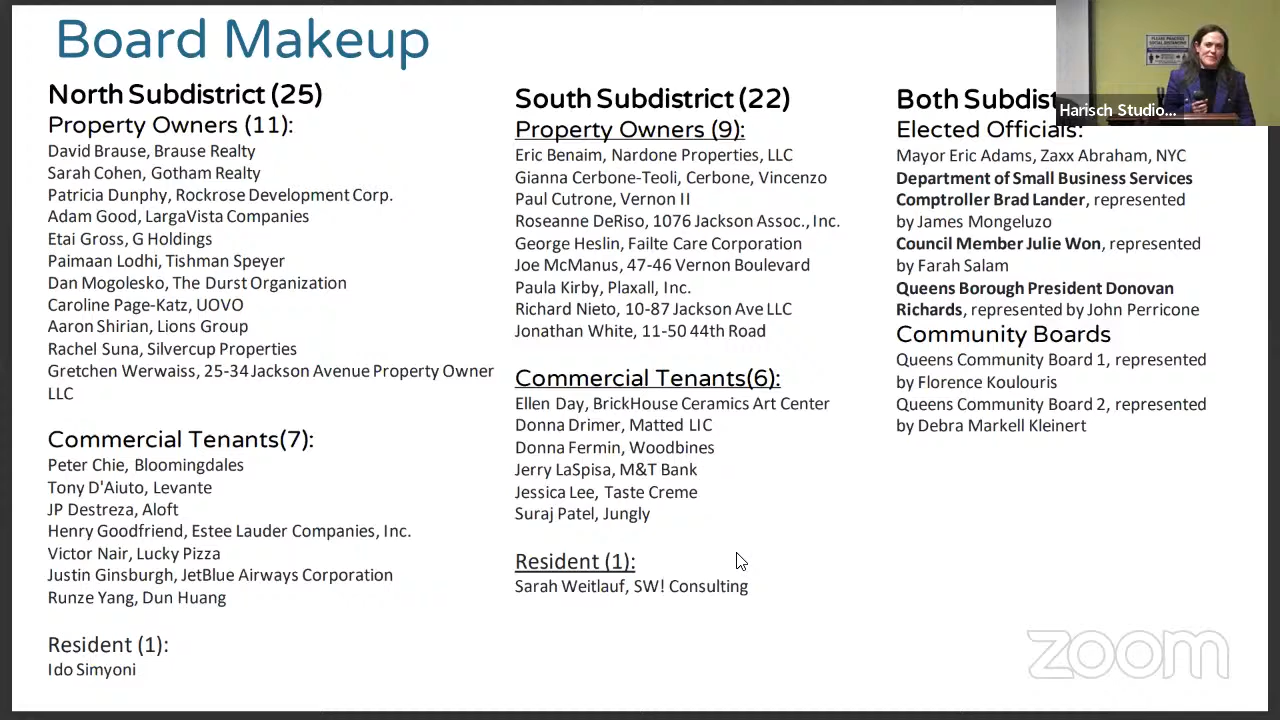 Board Makeup
North Subdistrict (25)
Property Owners (11):
David Brause, Brause Realty
Sarah Cohen, Gotham Realty
Patricia Dunphy, Rockrose Development Corp.
Adam Good, LargaVista Companies
Etai Gross, G Holdings
Paimaan Lodhi, Tishman Speyer
Dan Mogolesko, The Durst Organization
Caroline Page-Katz, UOVO
Aaron Shirian, Lions Group
Rachel Suna, Silvercup Properties
Gretchen Werwaiss, 25-34 Jackson Avenue Property Owner
LLC
Commercial Tenants(7):
Peter Chie, Bloomingdales
Tony D'Aiuto, Levante
JP Destreza, Aloft
Henry Goodfriend, Estee Lauder Companies, Inc.
Victor Nair, Lucky Pizza
Justin Ginsburgh, JetBlue Airways Corporation
Runze Yang, Dun Huang
Resident (1):
Ido Simyoni
South Subdistrict (22)
Property Owners (9):
Eric Benaim, Nardone Properties, LLC
Gianna Cerbone-Teoli, Cerbone, Vincenzo
Paul Cutrone, Vernon II
Roseanne DeRiso, 1076 Jackson Assoc., Inc.
George Heslin, Failte Care Corporation
Joe McManus, 47-46 Vernon Boulevard
Paula Kirby, Plaxall, Inc.
Richard Nieto, 10-87 Jackson Ave LLC
Jonathan White, 11-50 44th Road
Commercial Tenants(6):
Ellen Day, BrickHouse Ceramics Art Center
Donna Drimer, Matted LIC
Donna Fermin, Woodbines
Jerry LaSpisa, M&T Bank
Jessica Lee, Taste Creme
Suraj Patel, Jungly
Resident (1):
Sarah Weitlauf, SW! Consulting
Both Subdist
Elected Officials:
Mayor Eric Adams, Zaxx Abraham, NYC
Department of Small Business Services
Comptroller Brad Lander, represented
by James Mongeluzo
Council Member Julie Won, represented
by Farah Salam
Queens Borough President Donovan
Richards, represented by John Perricone
Community Boards
Queens Community Board 1, represented
by Florence Koulouris
Queens Community Board 2, represented
by Debra Markell Kleinert
PLEASE PRACTICE
SOCIAL DISTANCING
Harisch Studio...
zoom